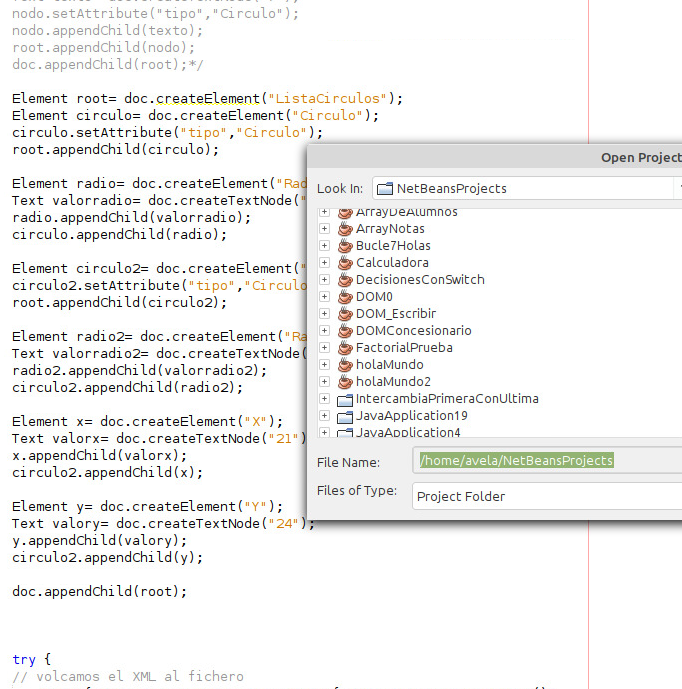 nodo.setAttribute("tipo","Circulo");
nodo.appendChild(texto);
root.appendChild(nodo);
doc.appendChild(root);*/
Element root= doc.createElement("ListaCirculos");
Element circulo= doc.createElement("Circulo");
circulo.setAttribute("tipo","Circulo");
root.appendChild(circulo);
Element radio= doc.createElement("Rad
Text valorradio= doc.createTextNode("
radio.appendChild(valorradio);
circulo.appendChild(radio);
Element circulo2= doc.createElement("
circulo2.setAttribute("tipo","Circulo
root.appendChild(circulo2);
Element radio2= doc.createElement("Ra
Text valorradio2= doc.createTextNode(
radio2.appendChild(valorradio2);
circulo2.appendChild(radio2);
Element x= doc.createElement("X");
Text valorx= doc.createTextNode("21")
x.appendChild(valorx);
circulo2.appendChild(x);
Element y= doc.createElement("Y");
Text valory= doc.createTextNode("24");
y.appendChild(valory);
circulo2.appendChild(y);
doc.appendChild(root);
try {
// volcamos el XML al fichero
Open Project
Look In: NetBeansProjects
ArrayDeAlumnos
ArrayNotas
Bucle7Holas
Calculadora
DecisionesConSwitch
DOM0
DOM_Escribir
DOMConcesionario
FactorialPrueba
holaMundo
holaMundo2
IntercambiaPrimeraConUltima
JavaApplication19
JavaApplication4
File Name: /home/avela/NetBeansProjects
Files of Type: Project Folder